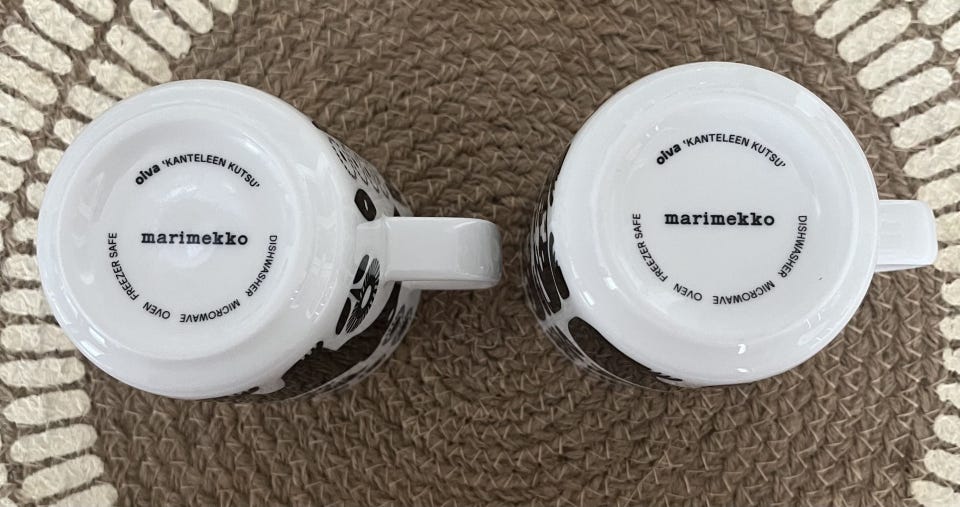 oiva 'KANTELEEN KUTSU'
marimekko
DISHWASHER MICROWAVE OVEN FREEZER SAFE
oiva 'KANTELEEN KUTSU'
marimekko
DISHWASHER MICROWAVE OVEN FREEZER SAFE